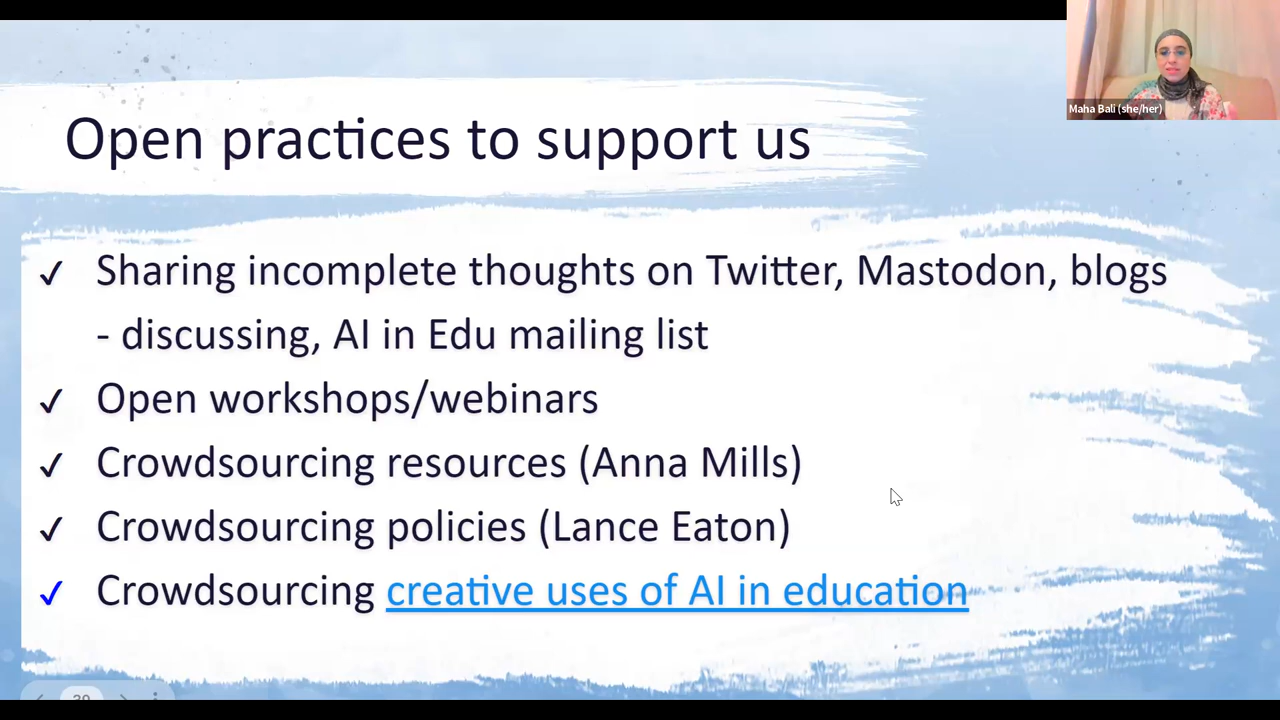 Maha Bali (she/her)
Open practices to support us
✓ Sharing incomplete thoughts on Twitter, Mastodon, blogs
- discussing, AI in Edu mailing list
✓ Open workshops/webinars
✓ Crowdsourcing resources (Anna Mills)
✓ Crowdsourcing policies (Lance Eaton)
✓ Crowdsourcing creative uses of AI in education